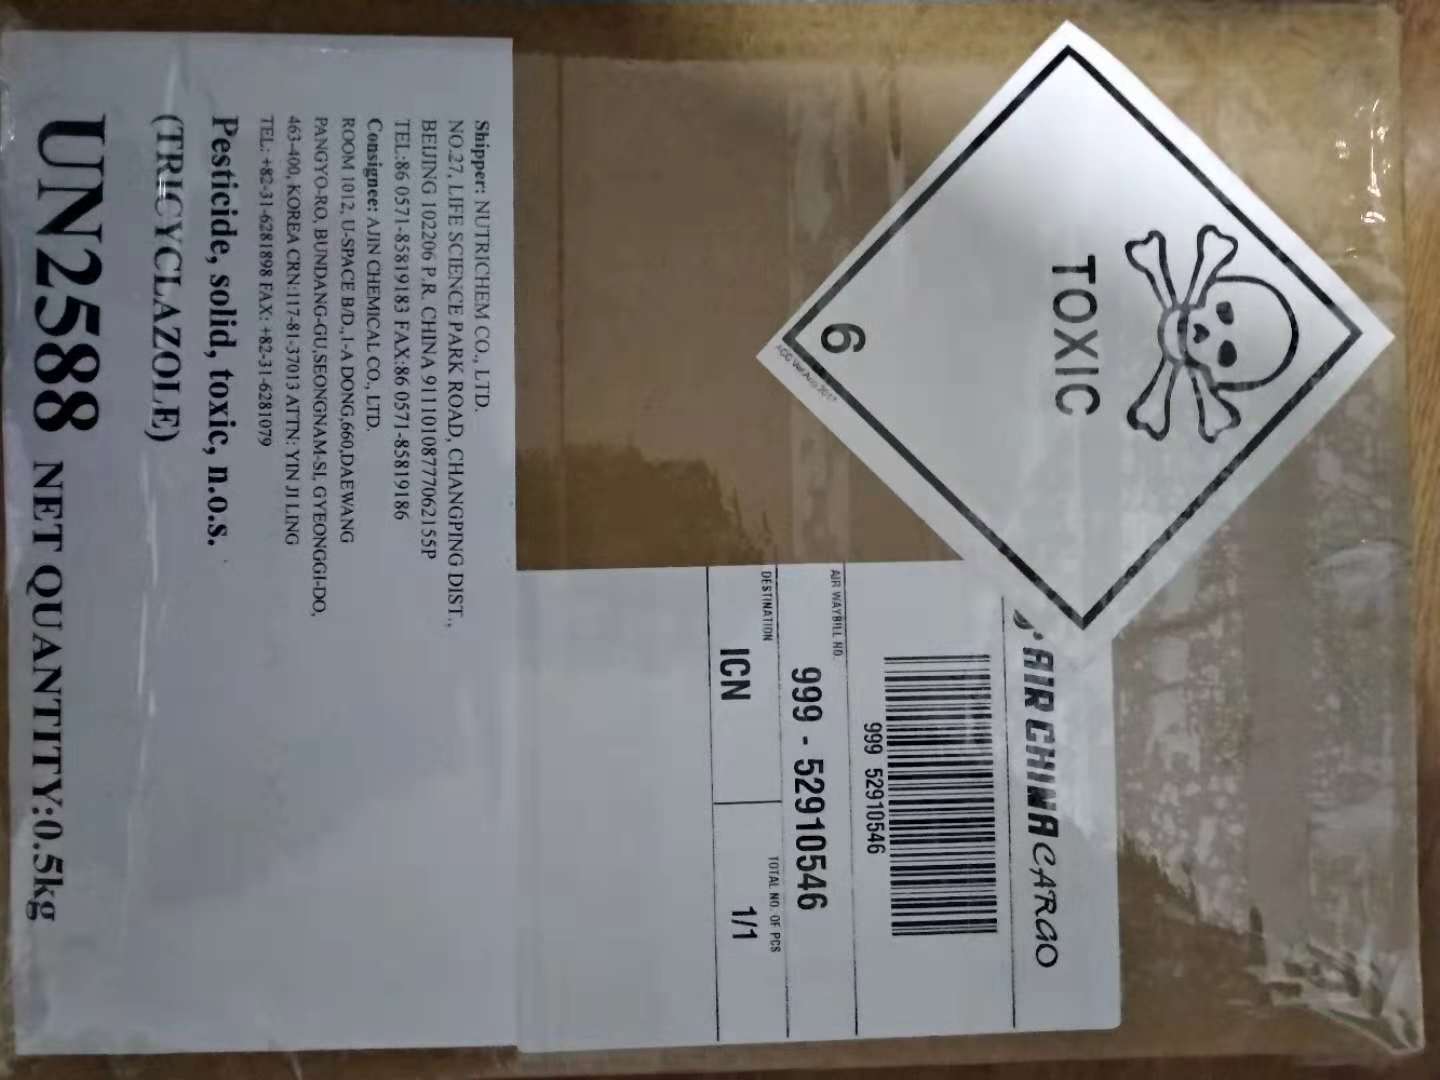 TOXIC
6
AIR CHINA CARGO
999 52910546
AIR WAYBILL NO.
999 - 52910546
DESTINATION
ICN
TOTAL NO. OF PCS
1/1
Shipper: NUTRICHEM CO., LTD.
NO.27, LIFE SCIENCE PARK ROAD, CHANGPING DIST.,
BEIJING 102206 P.R. CHINA 91110108777062155P
TEL:86 0571-85819183 FAX:86 0571-85819186
Consignee: AJIN CHEMICAL CO., LTD.
ROOM 1012, U-SPACE B/D,1-A DONG,660,DAEWANG
PANGYO-RO, BUNDANG-GU,SEONGNAM-SI, GYEONGGI-DO,
463-400, KOREA CRN:117-81-37013 ATTN: YIN JI LING
TEL: +82-31-6281898 FAX: +82-31-6281079
Pesticide, solid, toxic, n.o.s.
(TRICYCLAZOLE)
UN2588 NET QUANTITY:0.5kg